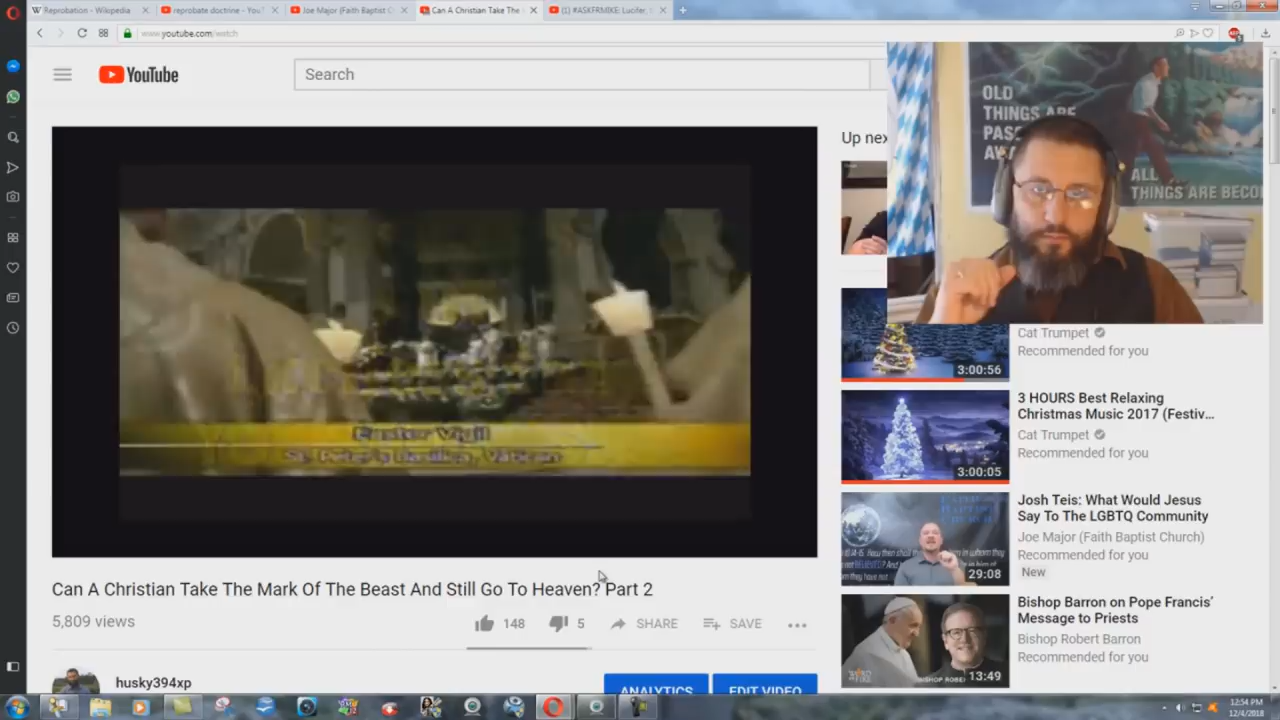 Reprobation - Wikipedia
reprobate doctrine - YouT
Joe Major (Faith Baptist C
Can A Christian Take The
(1) #ASKFRMIKE: Lucifer,
www.youtube.com/watch
YouTube
Search
Up nex
OLD
THINGS ARE
PAS
AW
ALL
THINGS ARE BECO
Easter Vigil
St. Peter's Basilica, Vatican
Cat Trumpet
Recommended for you
3:00:56
3 HOURS Best Relaxing
Christmas Music 2017 (Festiv...
Cat Trumpet
Recommended for you
3:00:05
Josh Teis: What Would Jesus
Say To The LGBTQ Community
Joe Major (Faith Baptist Church)
Recommended for you
New
29:08
Bishop Barron on Pope Francis'
Message to Priests
Bishop Robert Barron
Recommended for you
13:49
Can A Christian Take The Mark Of The Beast And Still Go To Heaven? Part 2
5,809 views
148
5
SHARE
SAVE
husky394xp
ANALYTICS
EDIT VIDEO
12:54 PM
12/4/2018